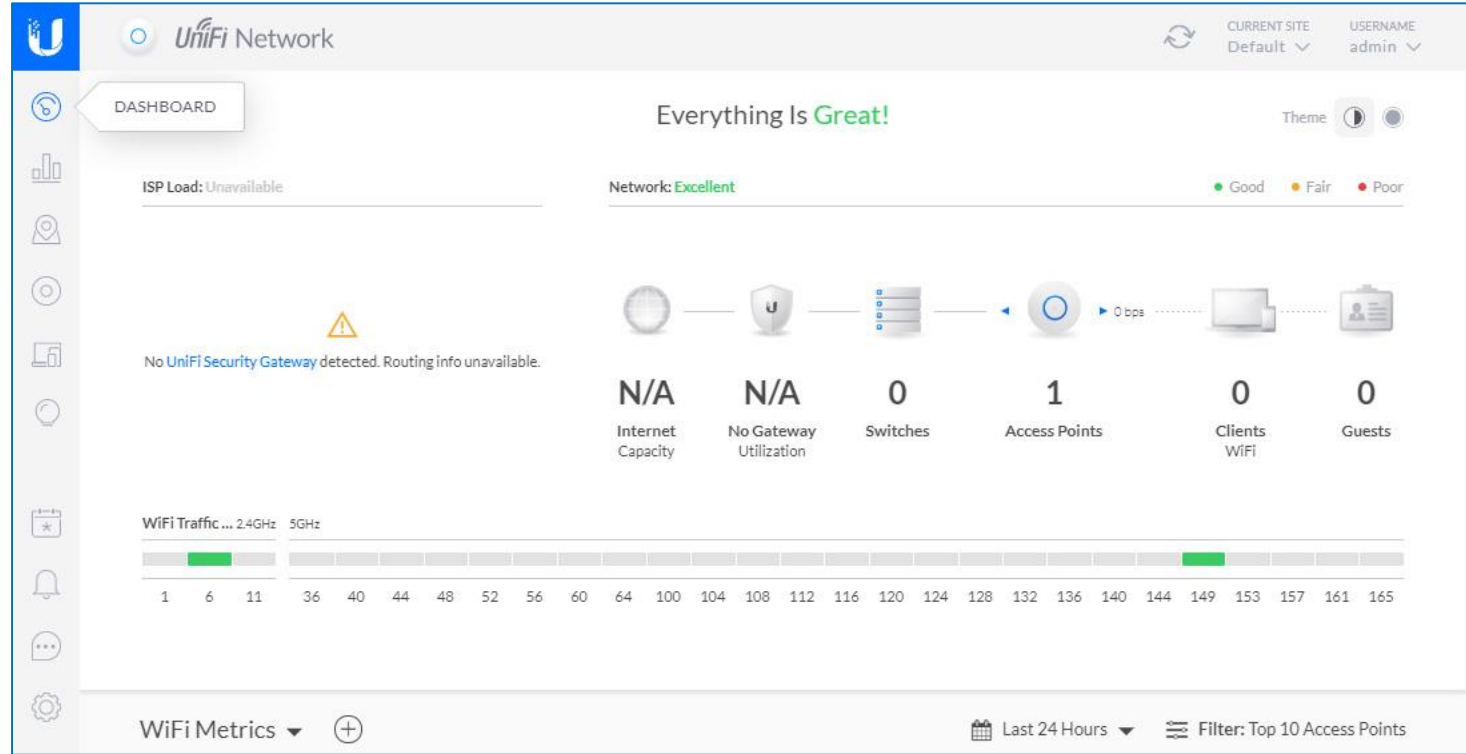 UniFi Network
CURRENT SITE
Default
USERNAME
admin
DASHBOARD
Everything Is Great!
Theme
ISP Load: Unavailable
Network: Excellent
Good Fair Poor
0 bps
No UniFi Security Gateway detected. Routing info unavailable.
N/A N/A 0 1 0 0
Internet No Gateway Switches Access Points Clients Guests
Capacity Utilization WiFi
WiFi Traffic ... 2.4GHz 5GHz
1 6 11 36 40 44 48 52 56 60 64 100 104 108 112 116 120 124 128 132 136 140 144 149 153 157 161 165
WiFi Metrics Last 24 Hours Filter: Top 10 Access Points